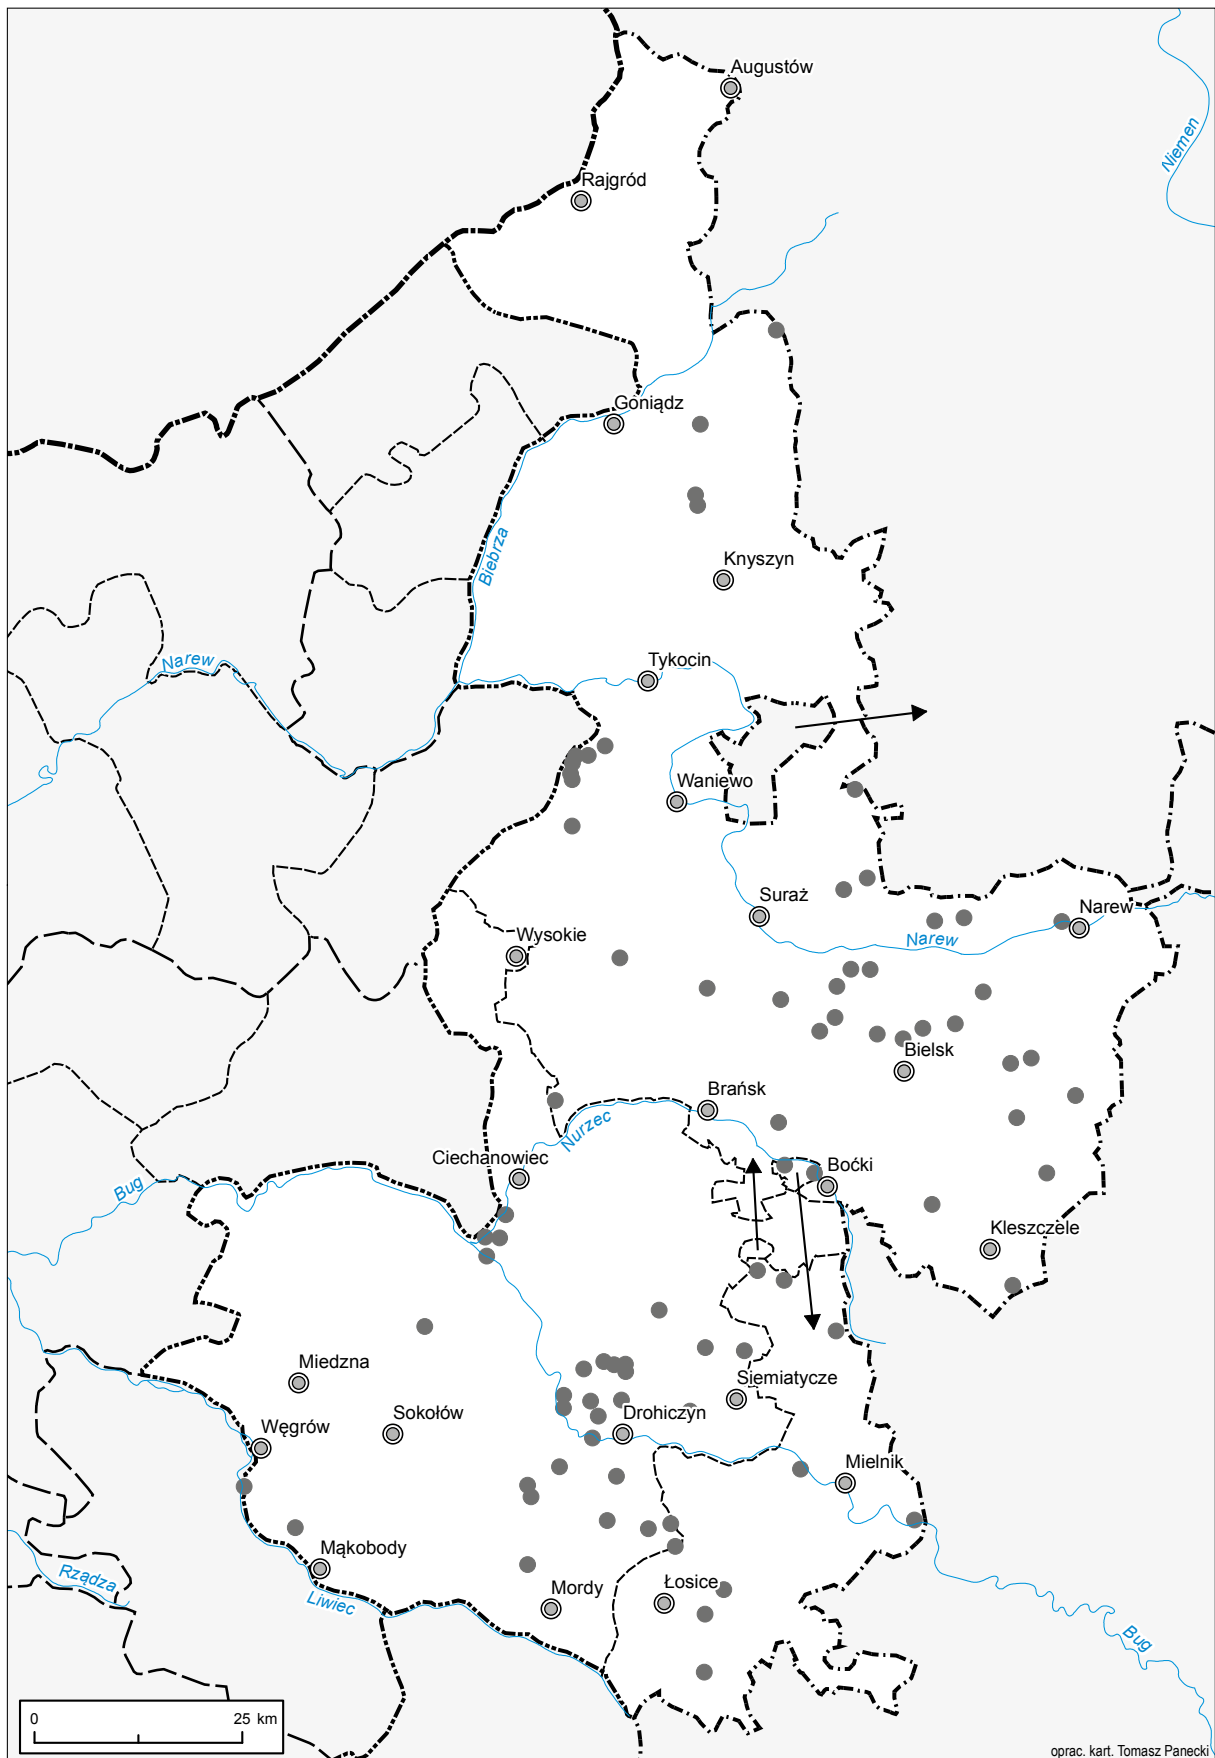 Augustów
Niemen
Rajgród
Goniądz
Biebrza
Knyszyn
Narew
Tykocin
Waniewo
Suraż
Narew
Wysokie
Narew
Bielsk
Brańsk
Nurzec
Ciechanowiec
Boćki
Bug
Kleszczele
Miedzna
Siemiatycze
Sokołów
Drohiczyn
Węgrów
Mielnik
Mąkobody
Rządza
Liwiec
Mordy
Łosice
Bug
0 25 km
oprac. kart. Tomasz Panecki